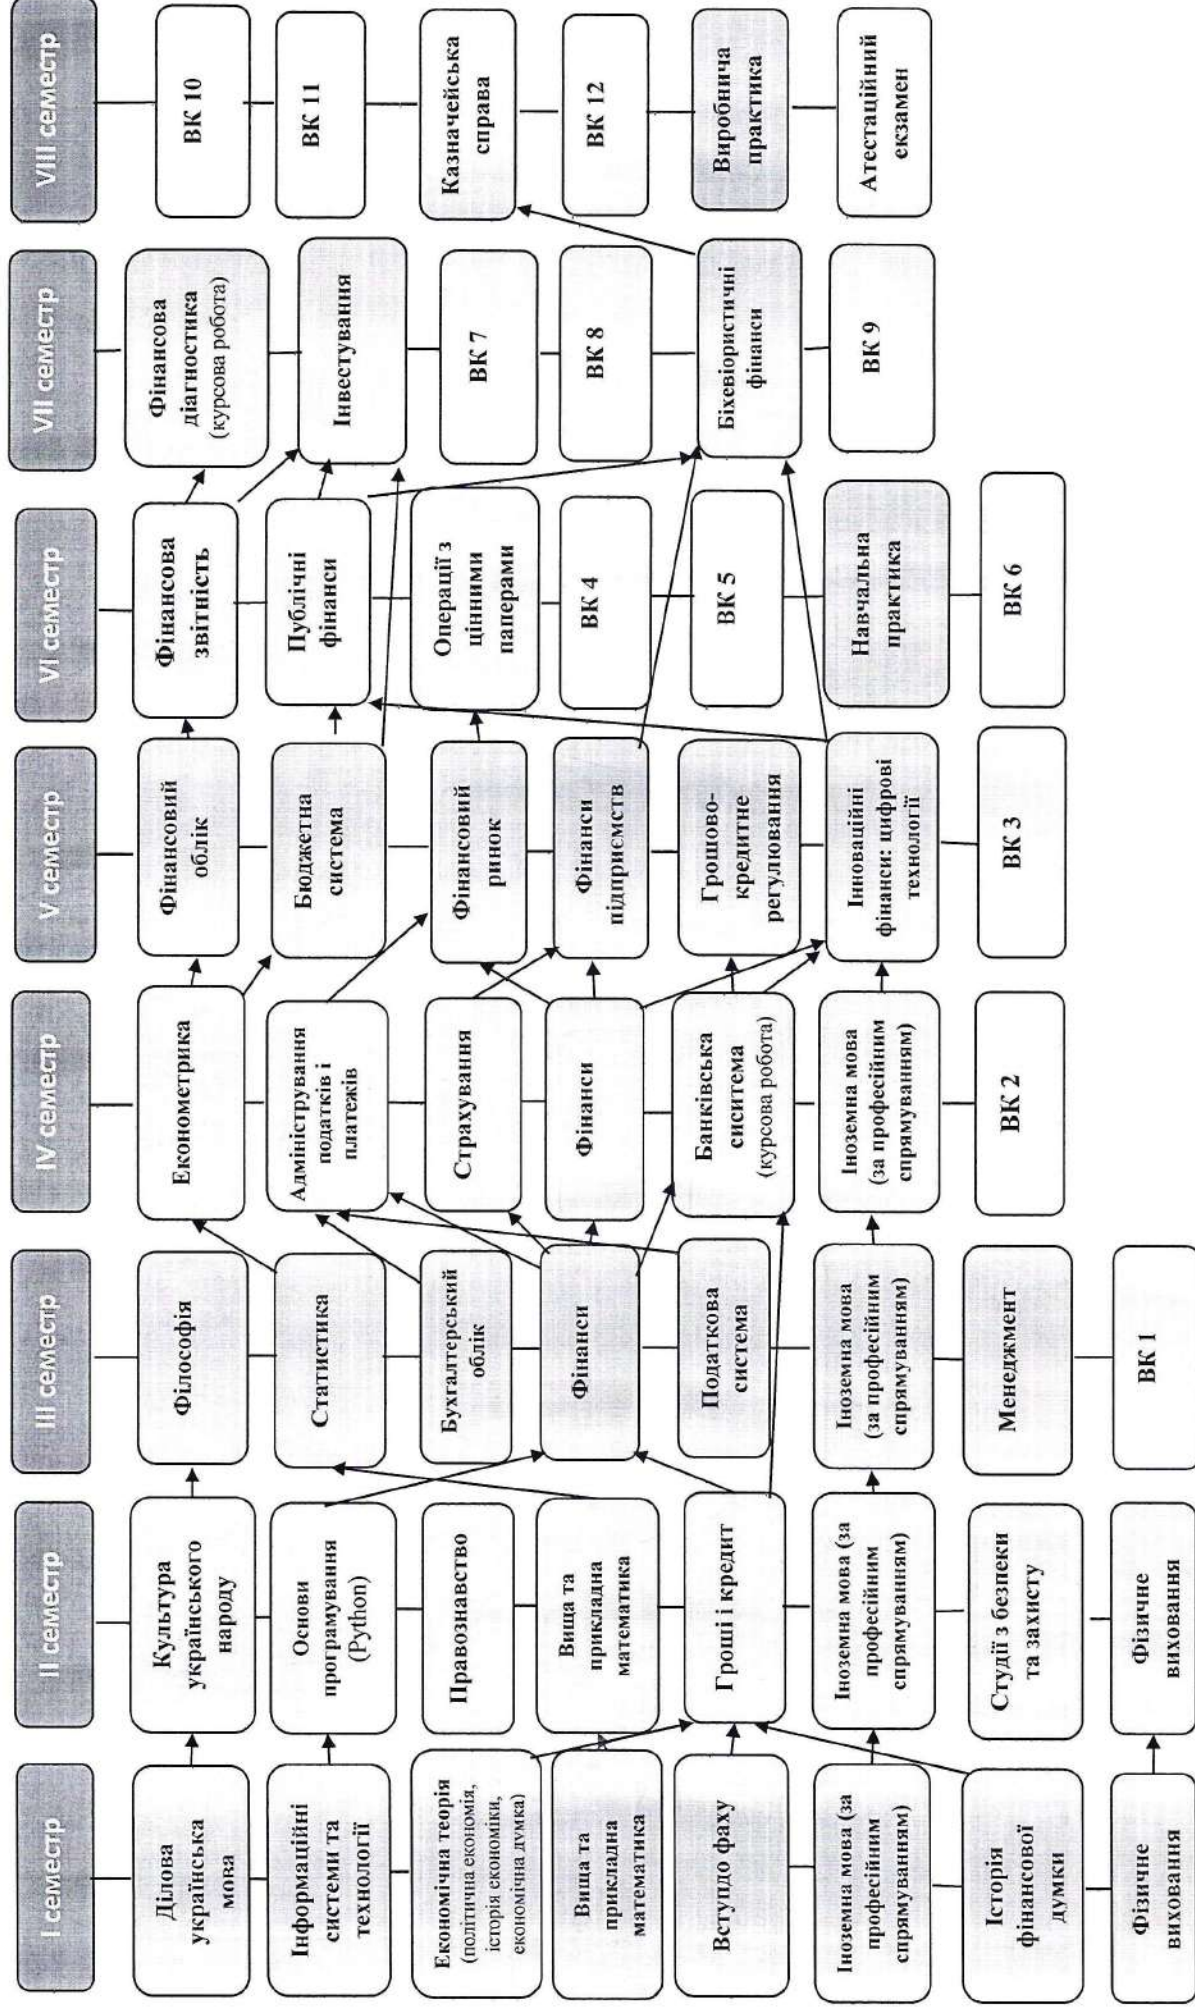 I семестр
Ділова
українська
мова
Інформаційні
системи та
технології
Економічна теорія
(політична економія,
історія економіки,
економічна думка)
Вища та
прикладна
математика
Вступдо фаху
Іноземна мова (за
професійним
спрямуванням)
Історія
фінансової
думки
Фізичне
виховання
II семестр
Культура
українського
народу
Основи
програмування
(Python)
Правознавство
Вища та
прикладна
математика
Гроші і кредит
Іноземна мова (за
професійним
спрямуванням)
Студії з безпеки
та захисту
Фізичне
виховання
III семестр
Філософія
Статистика
Бухгалтерський
облік
Фінанси
Податкова
система
Іноземна мова
(за професійним
спрямуванням)
Менеджмент
ВК 1
IV семестр
Економетрика
Адміністрування
податків і
платежів
Страхування
Фінанси
Банківська
сиситема
(курсова робота)
Іноземна мова
(за професійним
спрямуванням)
ВК 2
V семестр
Фінансовий
облік
Бюджетна
система
Фінансовий
ринок
Фінанси
підприємств
Грошово-
кредитне
регулювання
Інноваційні
фінанси: цифрові
технології
ВК 3
VI семестр
Фінансова
звітність
Публічні
фінанси
Операції з
цінними
паперами
ВК 4
ВК 5
Навчальна
практика
ВК 6
VII семестр
Фінансова
діагностика
(курсова робота)
Інвестування
ВК 7
ВК 8
Біхевіористичні
фінанси
ВК 9
VIII семестр
ВК 10
ВК 11
Казначейська
справа
ВК 12
Виробнича
практика
Атестаційний
екзамен